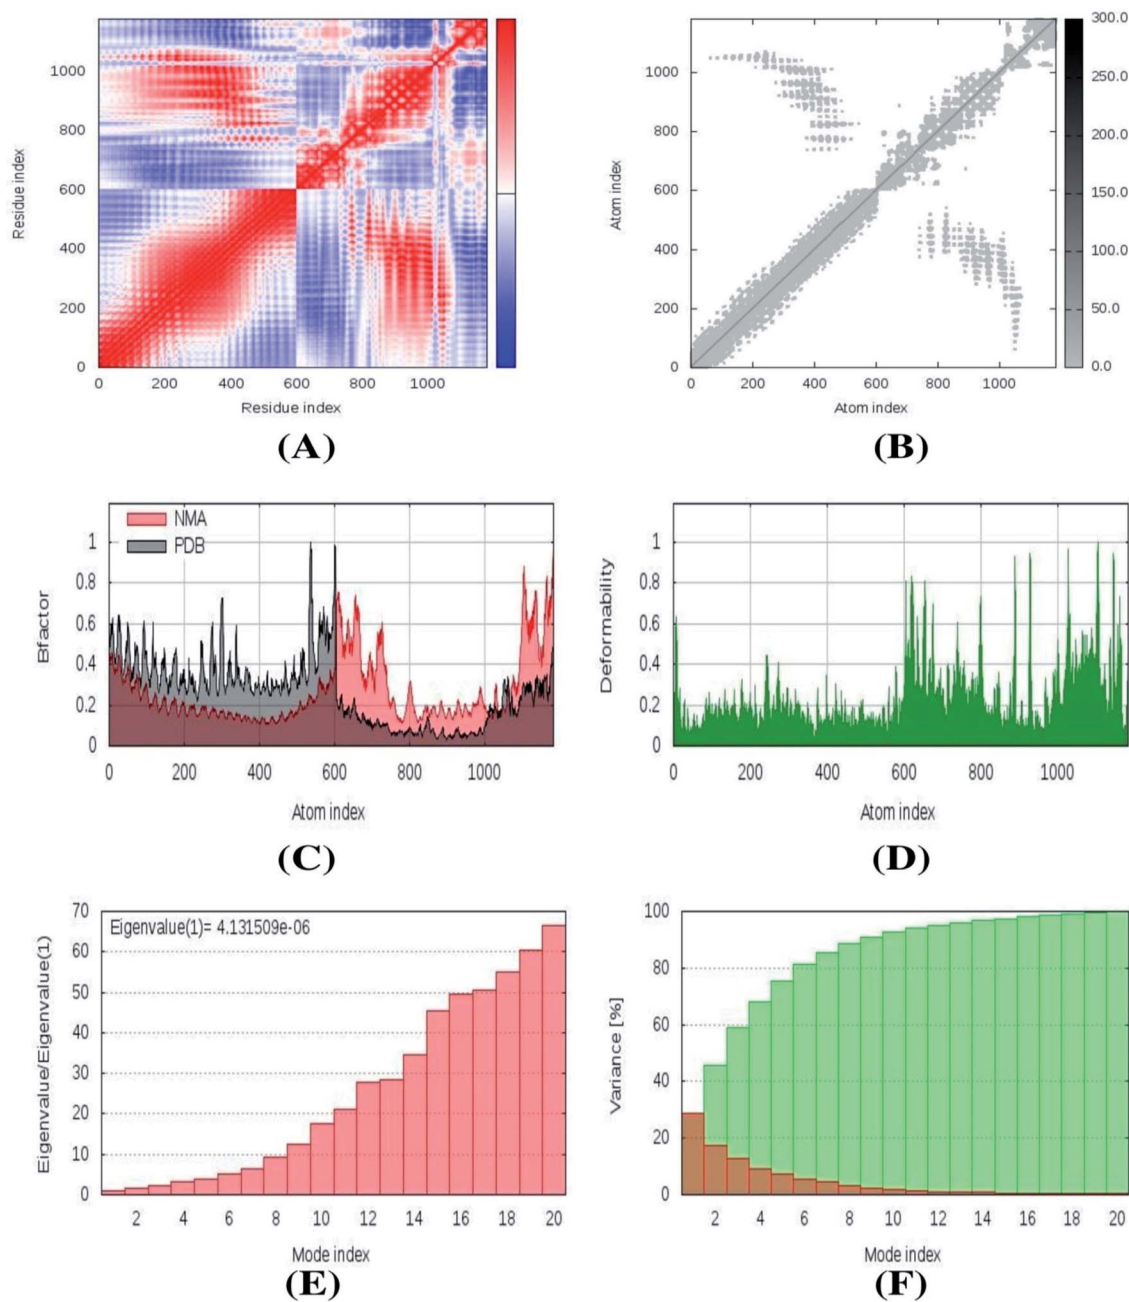 1000
800
600
400
200
0
Residue index
0 200 400 600 800 1000
Residue index
(A)
1000
800
600
400
200
0
Atom index
0 200 400 600 800 1000
Atom index
300.0
250.0
200.0
150.0
100.0
50.0
0.0
(B)
NMA
PDB
1
0.8
0.6
0.4
0.2
0
Bfactor
0 200 400 600 800 1000
Atom index
(C)
1
0.8
0.6
0.4
0.2
0
Deformability
0 200 400 600 800 1000
Atom index
(D)
Eigenvalue(1)= 4.131509e-06
70
60
50
40
30
20
10
0
Eigenvalue/Eigenvalue(1)
2 4 6 8 10 12 14 16 18 20
Mode index
(E)
100
80
60
40
20
0
Variance [%]
2 4 6 8 10 12 14 16 18 20
Mode index
(F)